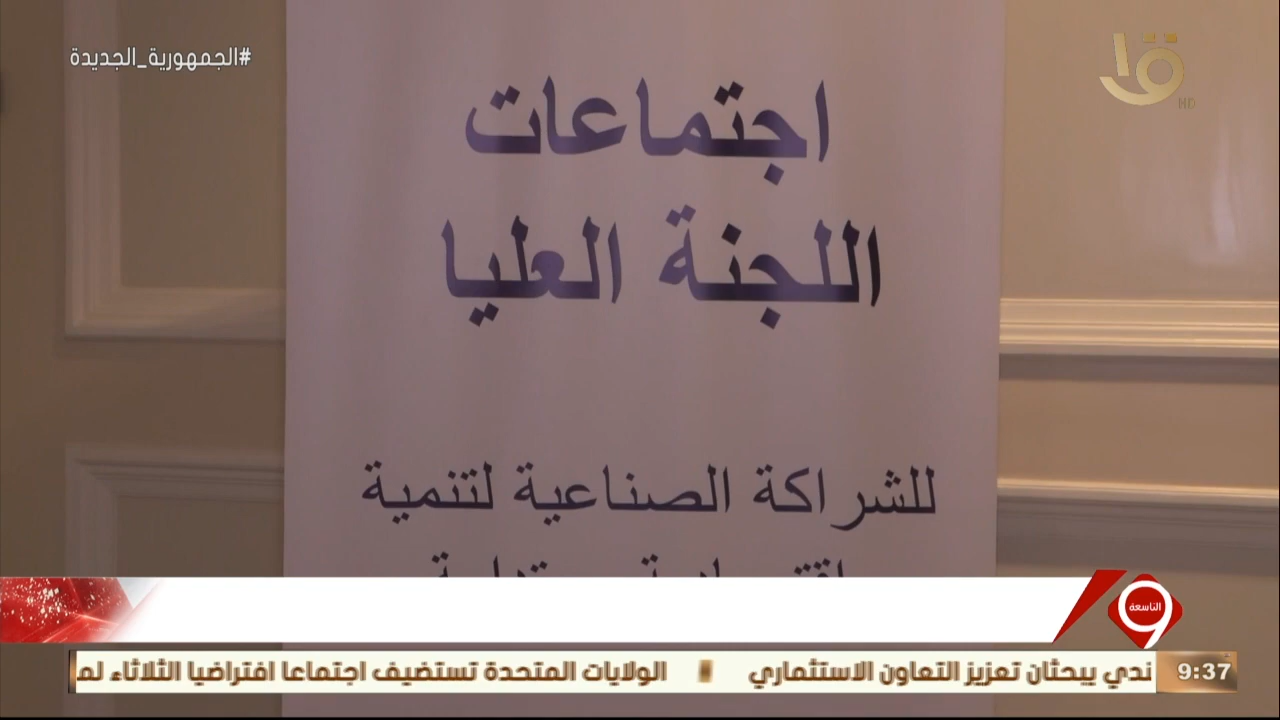 #الجمهورية_الجديدة
HD
اجتماعات
اللجنة العليا
للشراكة الصناعية لتنمية
التاسعة
9
9:37
ندي يبحثان تعزيز التعاون الاستثماري ■ الولايات المتحدة تستضيف اجتماعا افتراضيا الثلاثاء لم